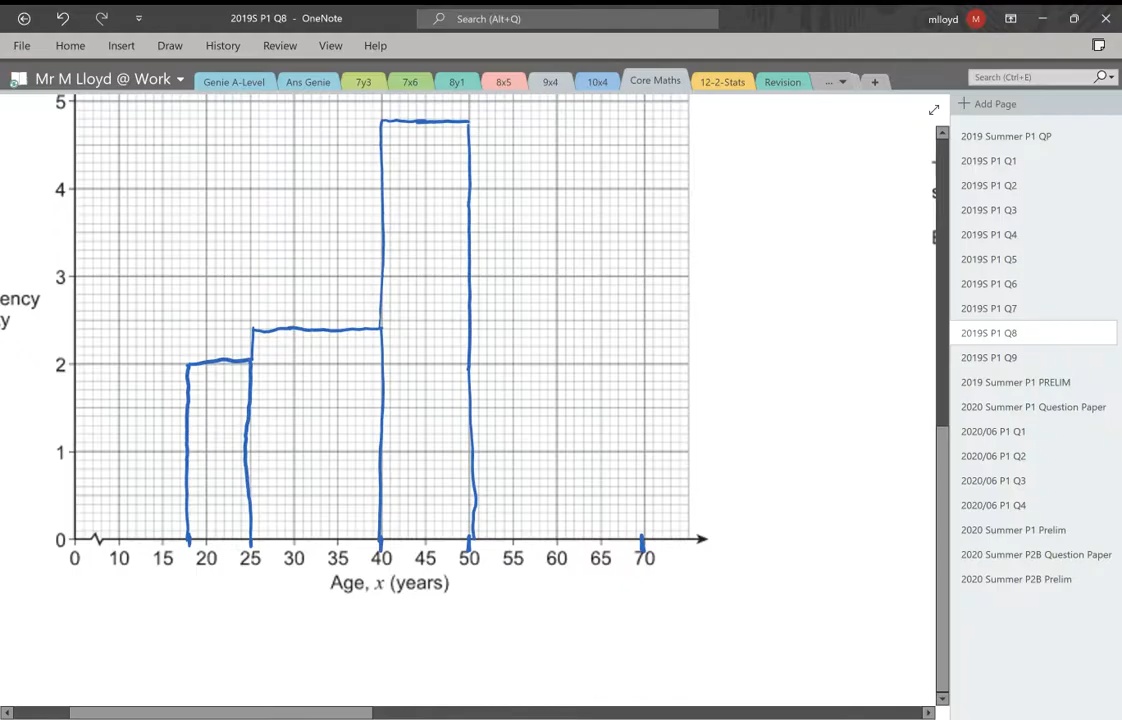 2019S P1 Q8 - OneNote
Search (Alt+Q)
mlloyd
M
File Home Insert Draw History Review View Help
Mr M Lloyd @ Work
Genie A-Level Ans Genie 7y3 7x6 8y1 8x5 9x4 10x4 Core Maths 12-2-Stats Revision ... +
Search (Ctrl+E)
Add Page
2019 Summer P1 QP
2019S P1 Q1
2019S P1 Q2
2019S P1 Q3
2019S P1 Q4
2019S P1 Q5
2019S P1 Q6
2019S P1 Q7
2019S P1 Q8
2019S P1 Q9
2019 Summer P1 PRELIM
2020 Summer P1 Question Paper
2020/06 P1 Q1
2020/06 P1 Q2
2020/06 P1 Q3
2020/06 P1 Q4
2020 Summer P1 Prelim
2020 Summer P2B Question Paper
2020 Summer P2B Prelim
5
4
3
ency
y
2
1
0
0 10 15 20 25 30 35 40 45 50 55 60 65 70
Age, x (years)